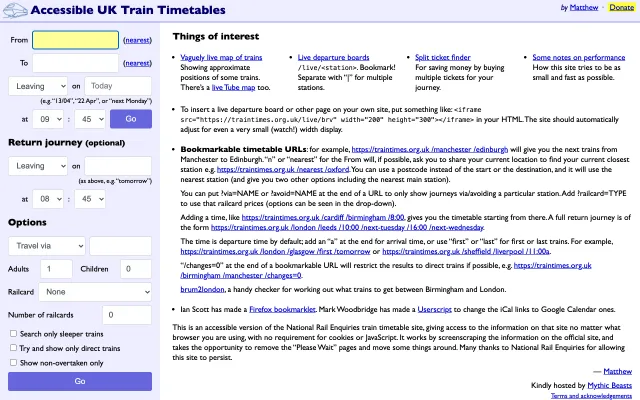 Accessible UK Train Timetables
by Matthew · Donate
From (nearest)
To (nearest)
Leaving on Today
(e.g. "13/04", "22 Apr", or "next Monday")
at 09 : 45 Go
Return journey (optional)
Leaving on
(as above, e.g. "tomorrow")
at 08 : 45
Options
Travel via
Adults 1 Children 0
Railcard None
Number of railcards 0
Search only sleeper trains
Try and show only direct trains
Show non-overtaken only
Go
Things of interest
• Vaguely live map of trains
Showing approximate
positions of some trains.
There's a live Tube map too.
• Live departure boards
/live/<station>. Bookmark!
Separate with "|" for multiple
stations.
• Split ticket finder
For saving money by
buying multiple tickets for your
journey.
• Some notes on performance
How this site tries to be as
small and fast as possible.
• To insert a live departure board or other page on your own site, put something like: <iframe
src="https://traintimes.org.uk/live/brv" width="200" height="300"></iframe> in your HTML. The site should automatically
adjust for even a very small (watch!) width display.
• Bookmarkable timetable URLs: for example, https://traintimes.org.uk/manchester/edinburgh will give you the next trains from
Manchester to Edinburgh. "n" or "nearest" for the From will, if possible, ask you to share your current location to find your current closest
station e.g. https://traintimes.org.uk/nearest/oxford. You can use a postcode instead of the start or the destination, and it will use the
nearest station (and give you two other options including the nearest main station).
You can put ?via=NAME or ?avoid=NAME at the end of a URL to only show journeys via/avoiding a particular station. Add ?railcard=TYPE
to use that railcard prices (options can be seen in the drop-down).
Adding a time, like https://traintimes.org.uk/cardiff/birmingham/8:00, gives you the timetable starting from there. A full return journey is of
the form https://traintimes.org.uk/london/leeds/10:00/next-tuesday/16:00/next-wednesday.
The time is departure time by default; add an "a" at the end for arrival time, or use "first" or "last" for first or last trains. For example,
https://traintimes.org.uk/london/glasgow/first/tomorrow or https://traintimes.org.uk/sheffield/liverpool/11:00a.
"/changes=0" at the end of a bookmarkable URL will restrict the results to direct trains if possible, e.g. https://traintimes.org.uk
/birmingham/manchester/changes=0.
brum2london, a handy checker for working out what trains to get between Birmingham and London.
• Ian Scott has made a Firefox bookmarklet. Mark Woodbridge has made a Userscript to change the iCal links to Google Calendar ones.
This is an accessible version of the National Rail Enquiries train timetable site, giving access to the information on that site no matter what
browser you are using, with no requirement for cookies or JavaScript. It works by screenscraping the information on the official site, and
takes the opportunity to remove the "Please Wait" pages and move some things around. Many thanks to National Rail Enquiries for allowing
this site to persist.
— Matthew
Kindly hosted by Mythic Beasts
Terms and acknowledgements